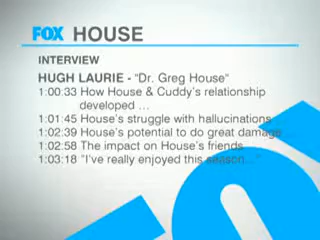 FOX HOUSE
INTERVIEW
HUGH LAURIE - "Dr. Greg House"
1:00:33 How House & Cuddy's relationship
developed ...
1:01:45 House's struggle with hallucinations
1:02:39 House's potential to do great damage
1:02:58 The impact on House's friends
1:03:18 "I've really enjoyed this season..."